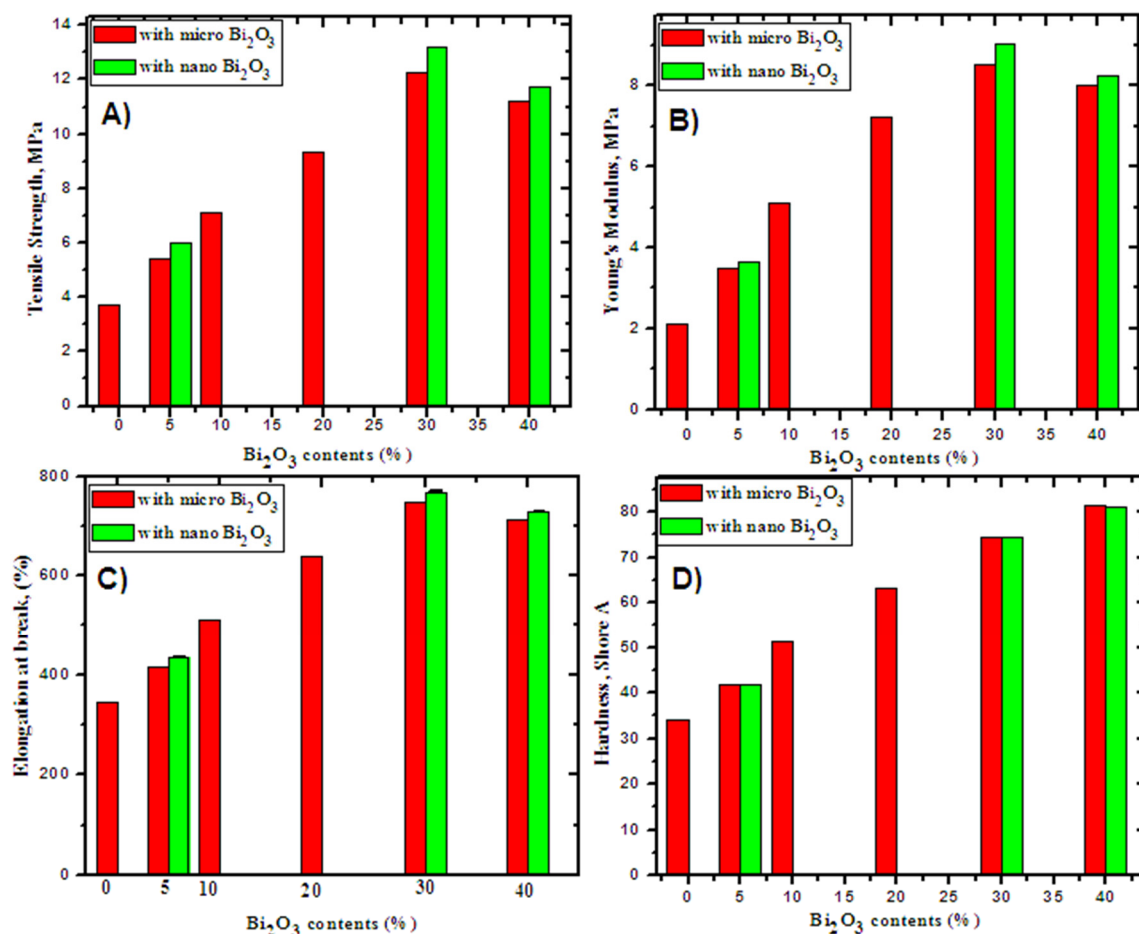 with micro Bi2O3
with nano Bi2O3
A)
Tensile Strength, MPa
14
12
10
8
6
4
2
0
0 5 10 15 20 25 30 35 40
Bi2O3 contents (%)
with micro Bi2O3
with nano Bi2O3
B)
Young's Modulus, MPa
8
6
4
2
0
0 5 10 15 20 25 30 35 40
Bi2O3 contents (%)
with micro Bi2O3
with nano Bi2O3
C)
Elongation at break, (%)
800
600
400
200
0
0 5 10 20 30 40
Bi2O3 contents (%)
with micro Bi2O3
with nano Bi2O3
D)
Hardness, Shore A
80
70
60
50
40
30
20
10
0
0 5 10 15 20 25 30 35 40
Bi2O3 contents (%)